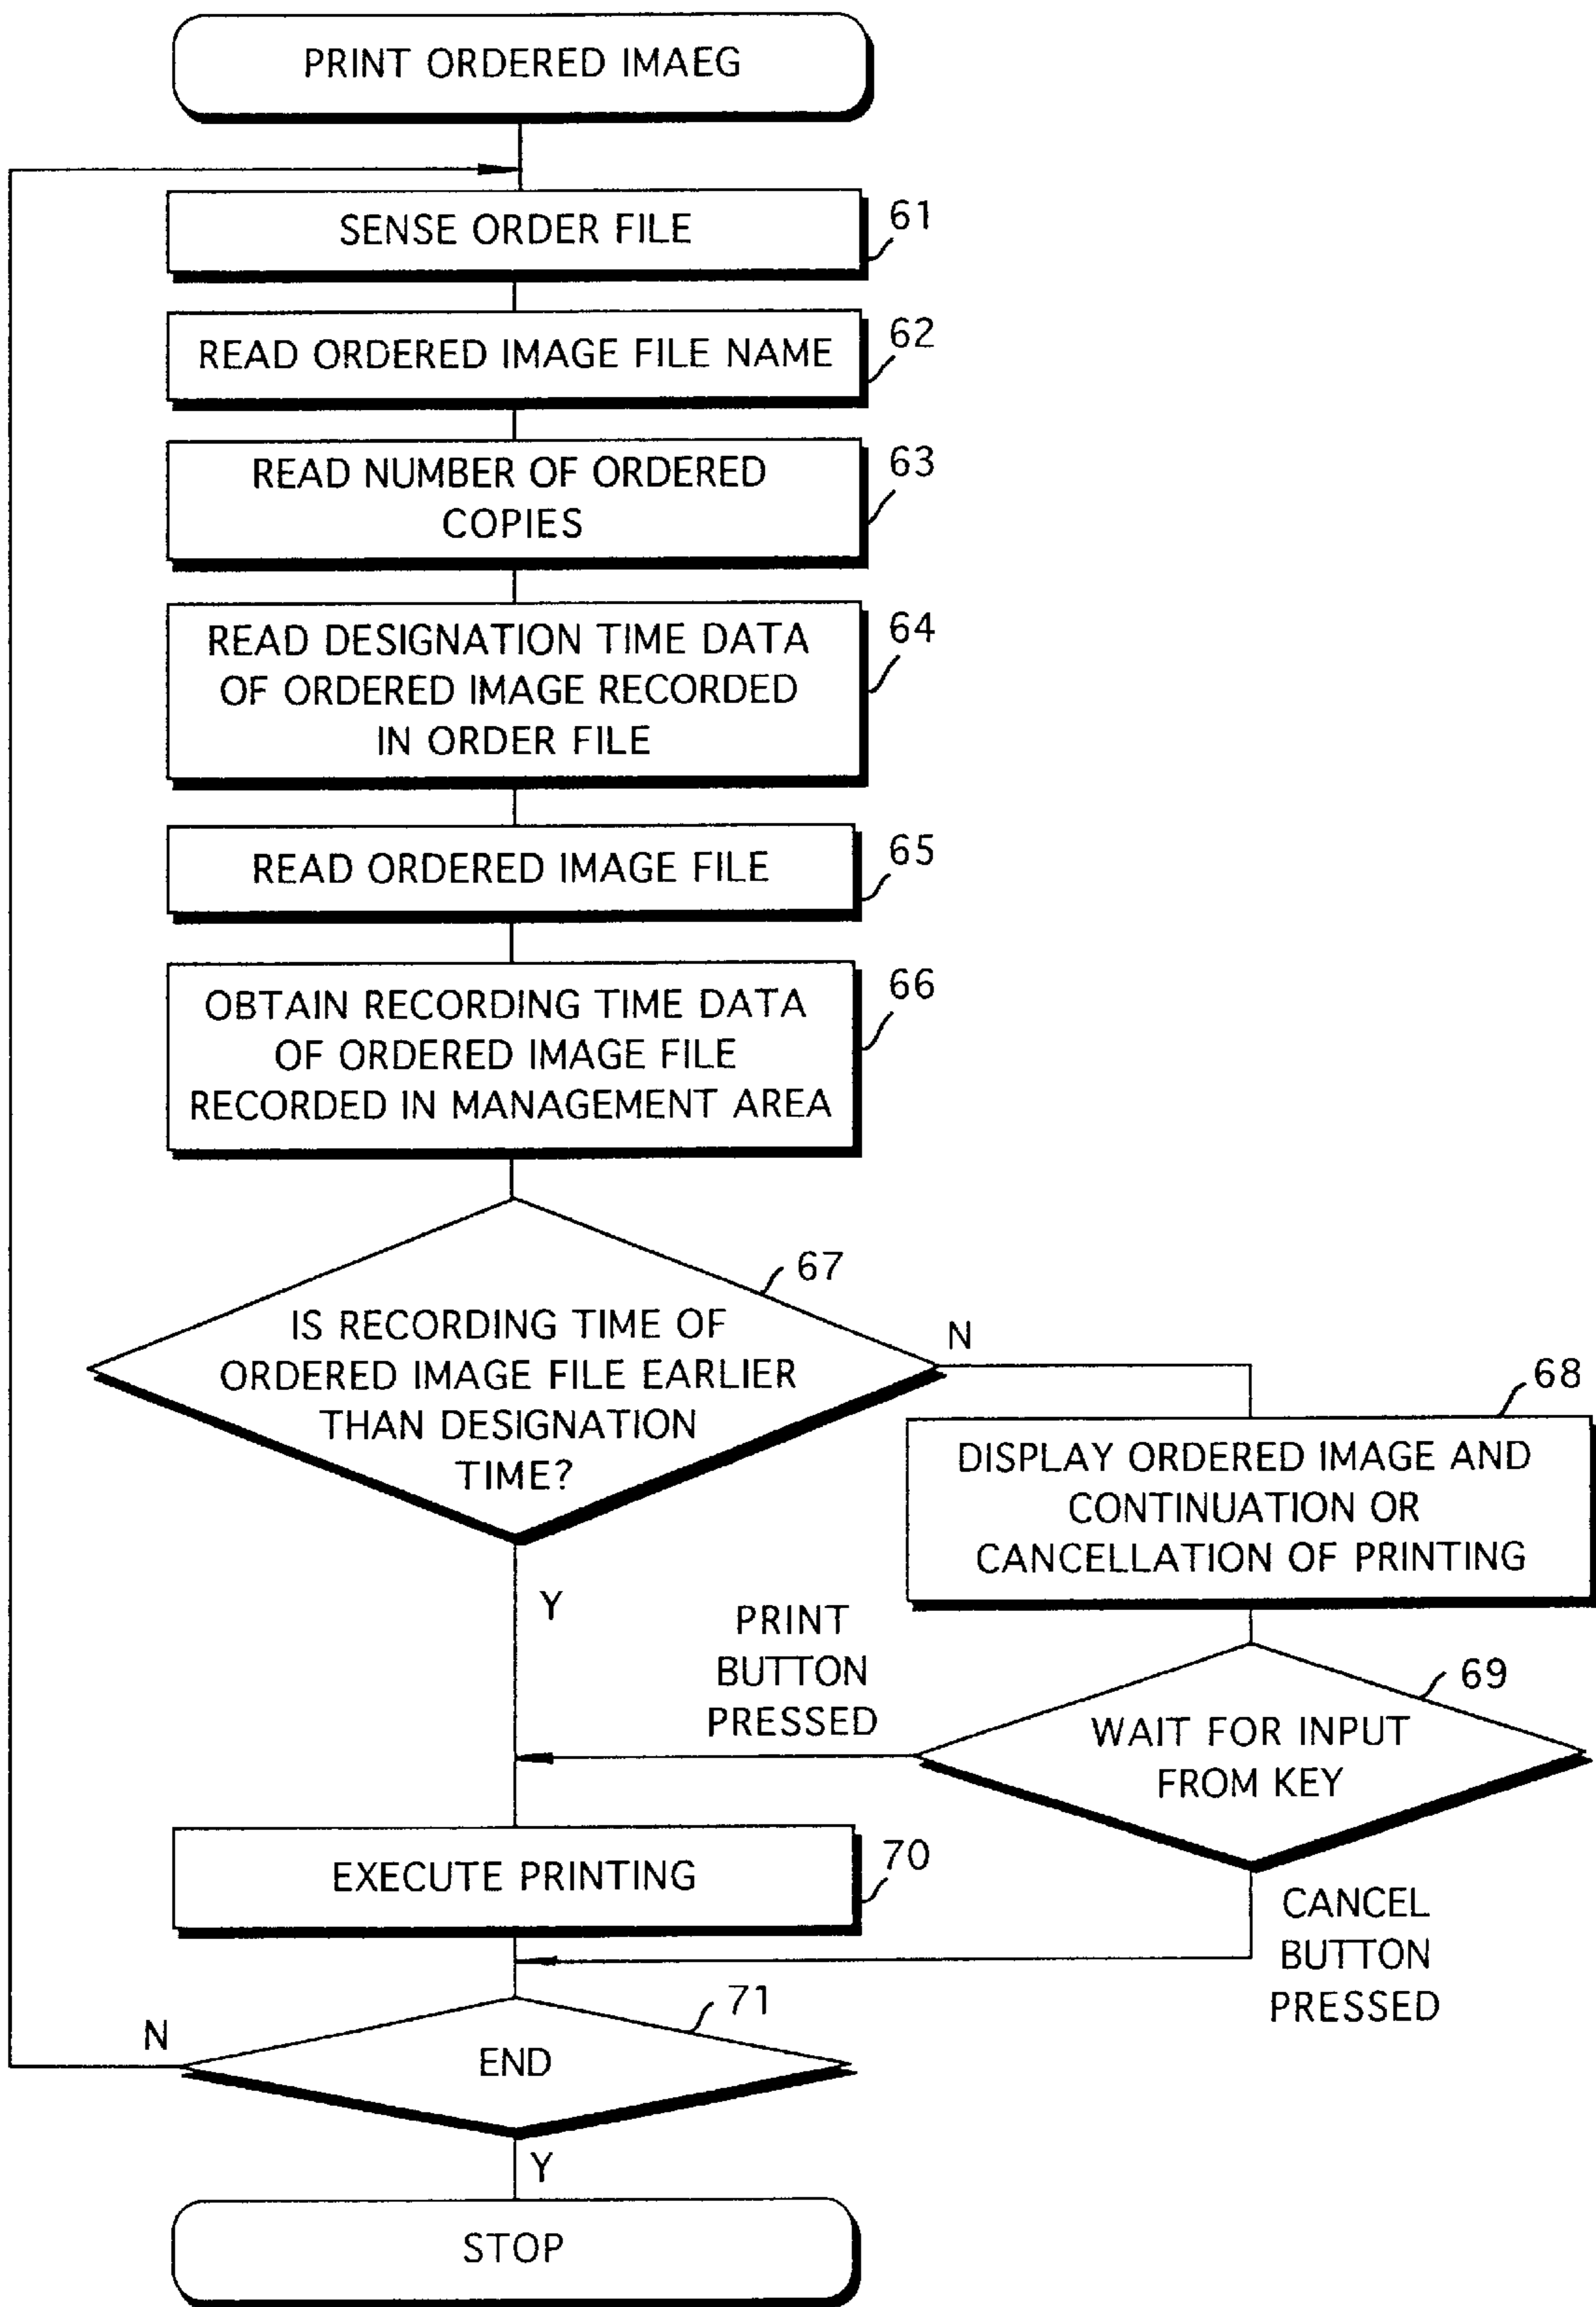 PRINT ORDERED IMAEG
SENSE ORDER FILE
61
READ ORDERED IMAGE FILE NAME
62
READ NUMBER OF ORDERED
COPIES
63
READ DESIGNATION TIME DATA
OF ORDERED IMAGE RECORDED
IN ORDER FILE
64
READ ORDERED IMAGE FILE
65
OBTAIN RECORDING TIME DATA
OF ORDERED IMAGE FILE
RECORDED IN MANAGEMENT AREA
66
IS RECORDING TIME OF
ORDERED IMAGE FILE EARLIER
THAN DESIGNATION
TIME?
67
N
Y
DISPLAY ORDERED IMAGE AND
CONTINUATION OR
CANCELLATION OF PRINTING
68
PRINT
BUTTON
PRESSED
WAIT FOR INPUT
FROM KEY
69
CANCEL
BUTTON
PRESSED
EXECUTE PRINTING
70
END
71
N
Y
STOP